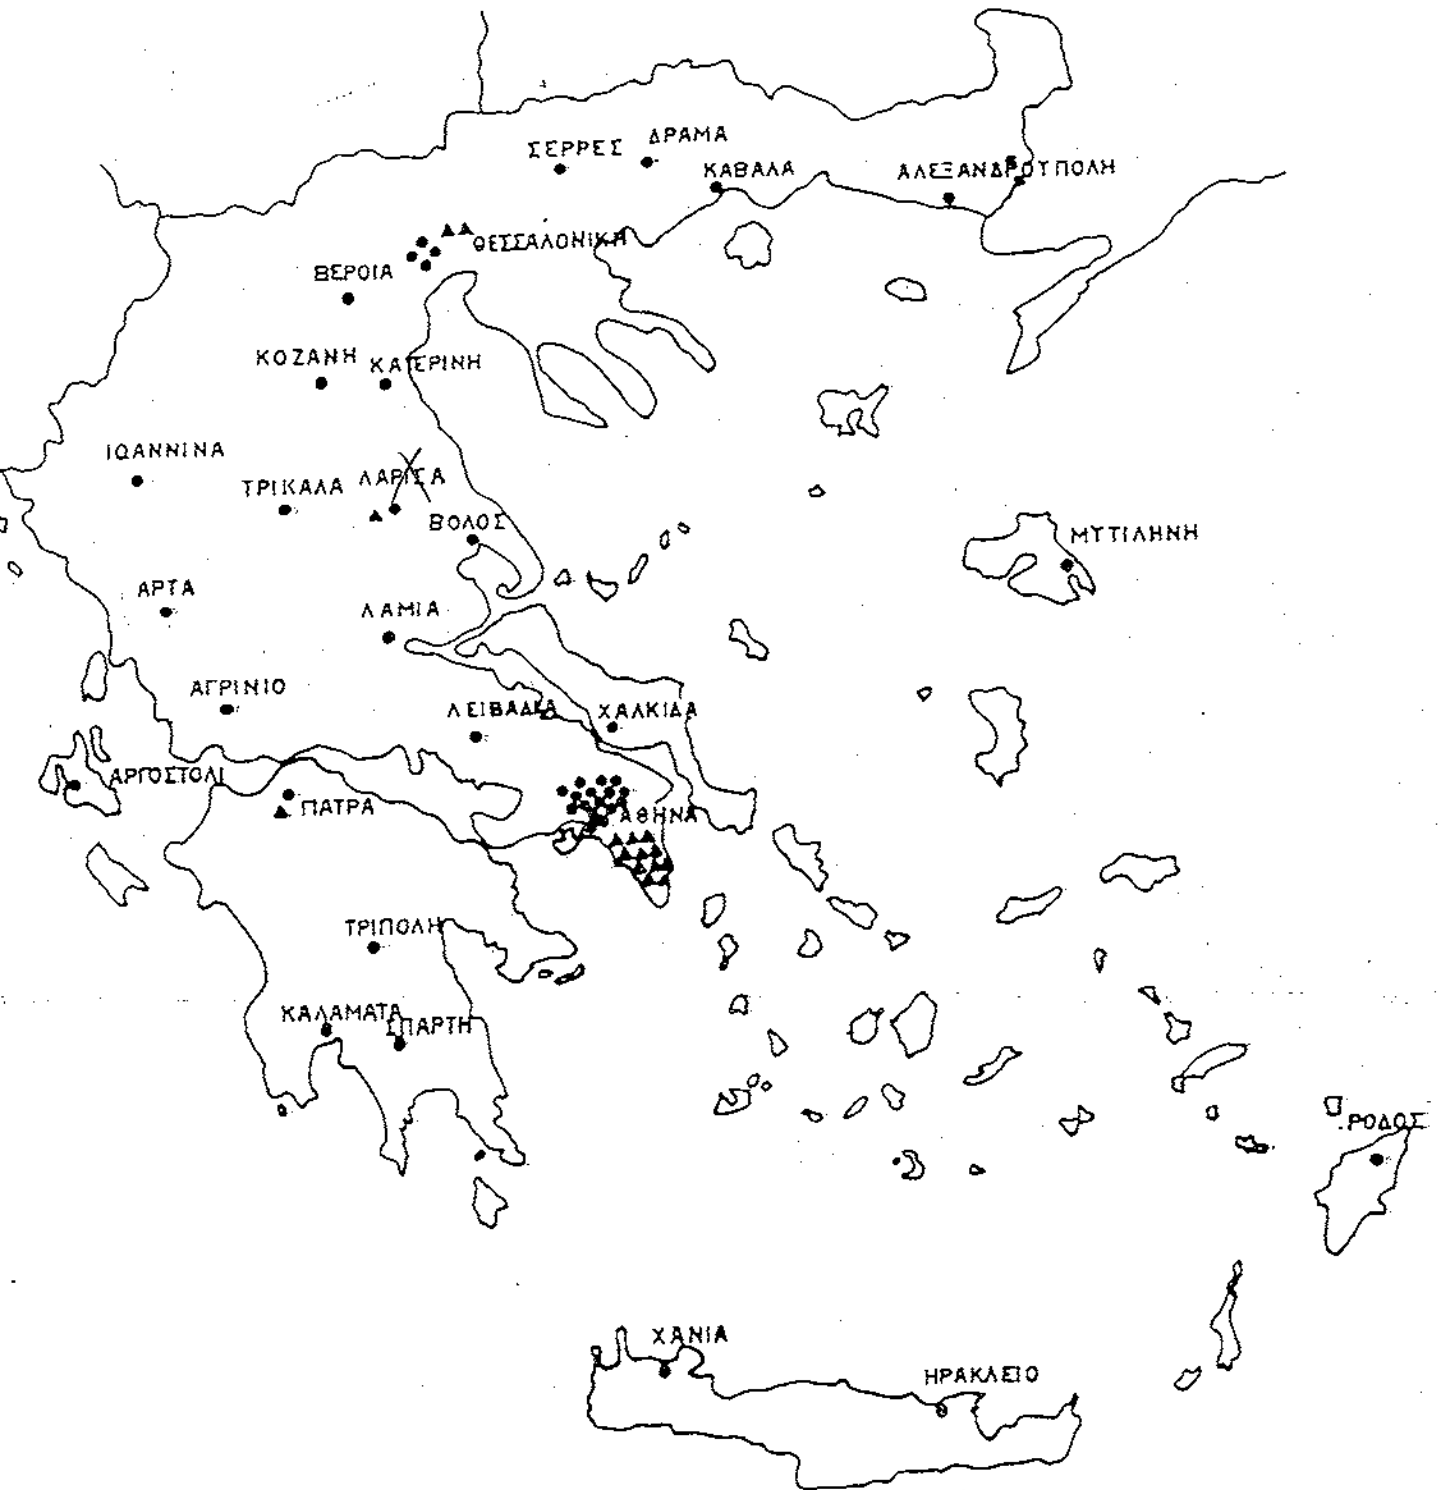 ΔΡΑΜΑ
ΣΕΡΡΕΣ
ΚΑΒΑΛΑ
ΑΛΕΞΑΝΔΡΟΥΠΟΛΗ
ΘΕΣΣΑΛΟΝΙΚΗ
ΒΕΡΟΙΑ
ΚΟΖΑΝΗ
ΚΑΤΕΡΙΝΗ
ΙΩΑΝΝΙΝΑ
ΤΡΙΚΑΛΑ
ΛΑΡΙΣΑ
ΒΟΛΟΣ
ΜΥΤΙΛΗΝΗ
ΑΡΤΑ
ΛΑΜΙΑ
ΑΓΡΙΝΙΟ
ΛΕΙΒΑΔΙΑ
ΧΑΛΚΙΔΑ
ΑΡΓΟΣΤΟΛΙ
ΠΑΤΡΑ
ΑΘΗΝΑ
ΤΡΙΠΟΛΗ
ΚΑΛΑΜΑΤΑ
ΣΠΑΡΤΗ
ΡΟΔΟΣ
ΧΑΝΙΑ
ΗΡΑΚΛΕΙΟ